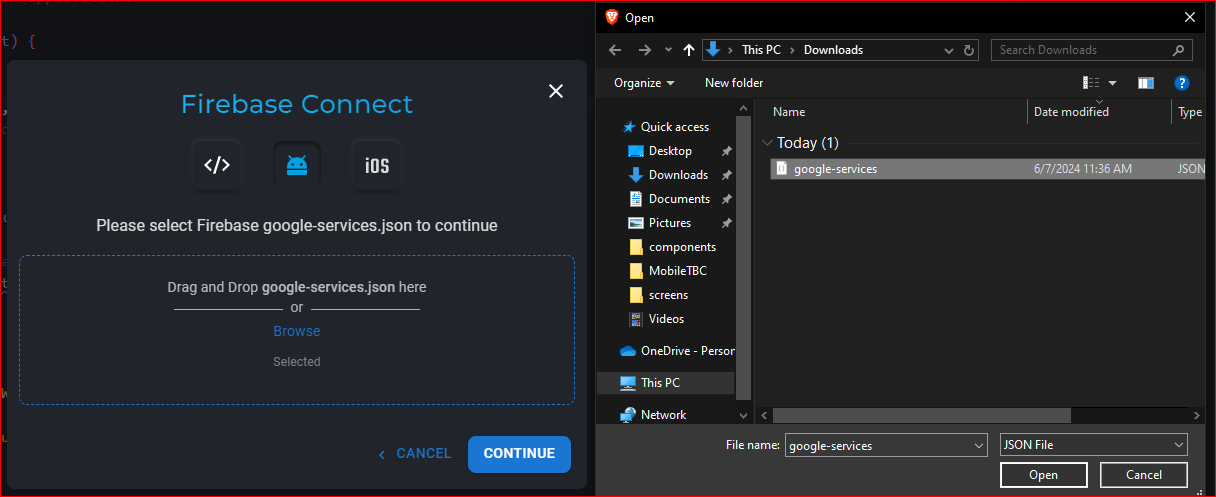 t) {
Firebase Connect
</>
iOS
Please select Firebase google-services.json to continue
Drag and Drop google-services.json here
or
Browse
Selected
CANCEL
CONTINUE
Open
This PC
Downloads
Search Downloads
Organize
New folder
Name
Date modified
Type
Quick access
Desktop
Downloads
Documents
Pictures
components
MobileTBC
screens
Videos
OneDrive - Person
This PC
Network
Today (1)
google-services
6/7/2024 11:36 AM
JSON
File name:
google-services
JSON File
Open
Cancel